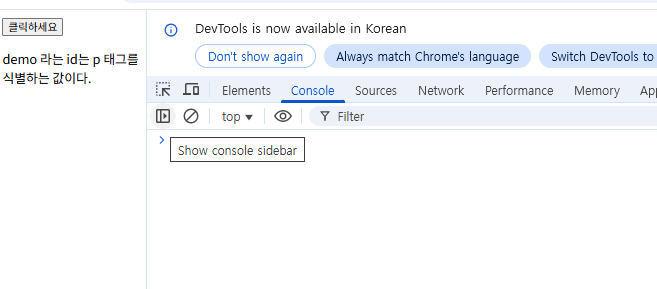 클릭하세요
demo 라는 id는 p 태그를
식별하는 값이다.
DevTools is now available in Korean
Don't show again
Always match Chrome's language
Switch DevTools to
Elements
Console
Sources
Network
Performance
Memory
top
Filter
Show console sidebar